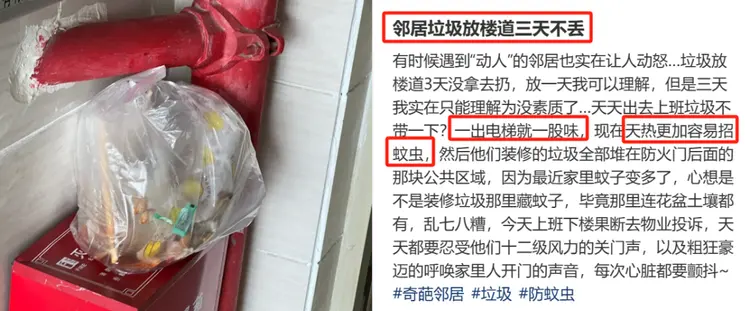 邻居垃圾放楼道三天不丢
有时候遇到“动人”的邻居也实在让人动怒...垃圾放
楼道3天没拿去扔，放一天我可以理解，但是三天
我实在只能理解为没素质了...天天出去上班垃圾不
带一下？一出电梯就一股味，现在天热更加容易招
蚊虫，然后他们装修的垃圾全部堆在防火门后面的
那块公共区域，因为最近家里蚊子变多了，心想是
不是装修垃圾那里藏蚊子，毕竟那里连花盆土壤都
有，乱七八糟，今天上班下楼果断去物业投诉，天
天都要忍受他们十二级风力的关门声，以及粗狂豪
迈的呼唤家里人开门的声音，每次心脏都要颤抖~
#奇葩邻居 #垃圾 #防蚊虫